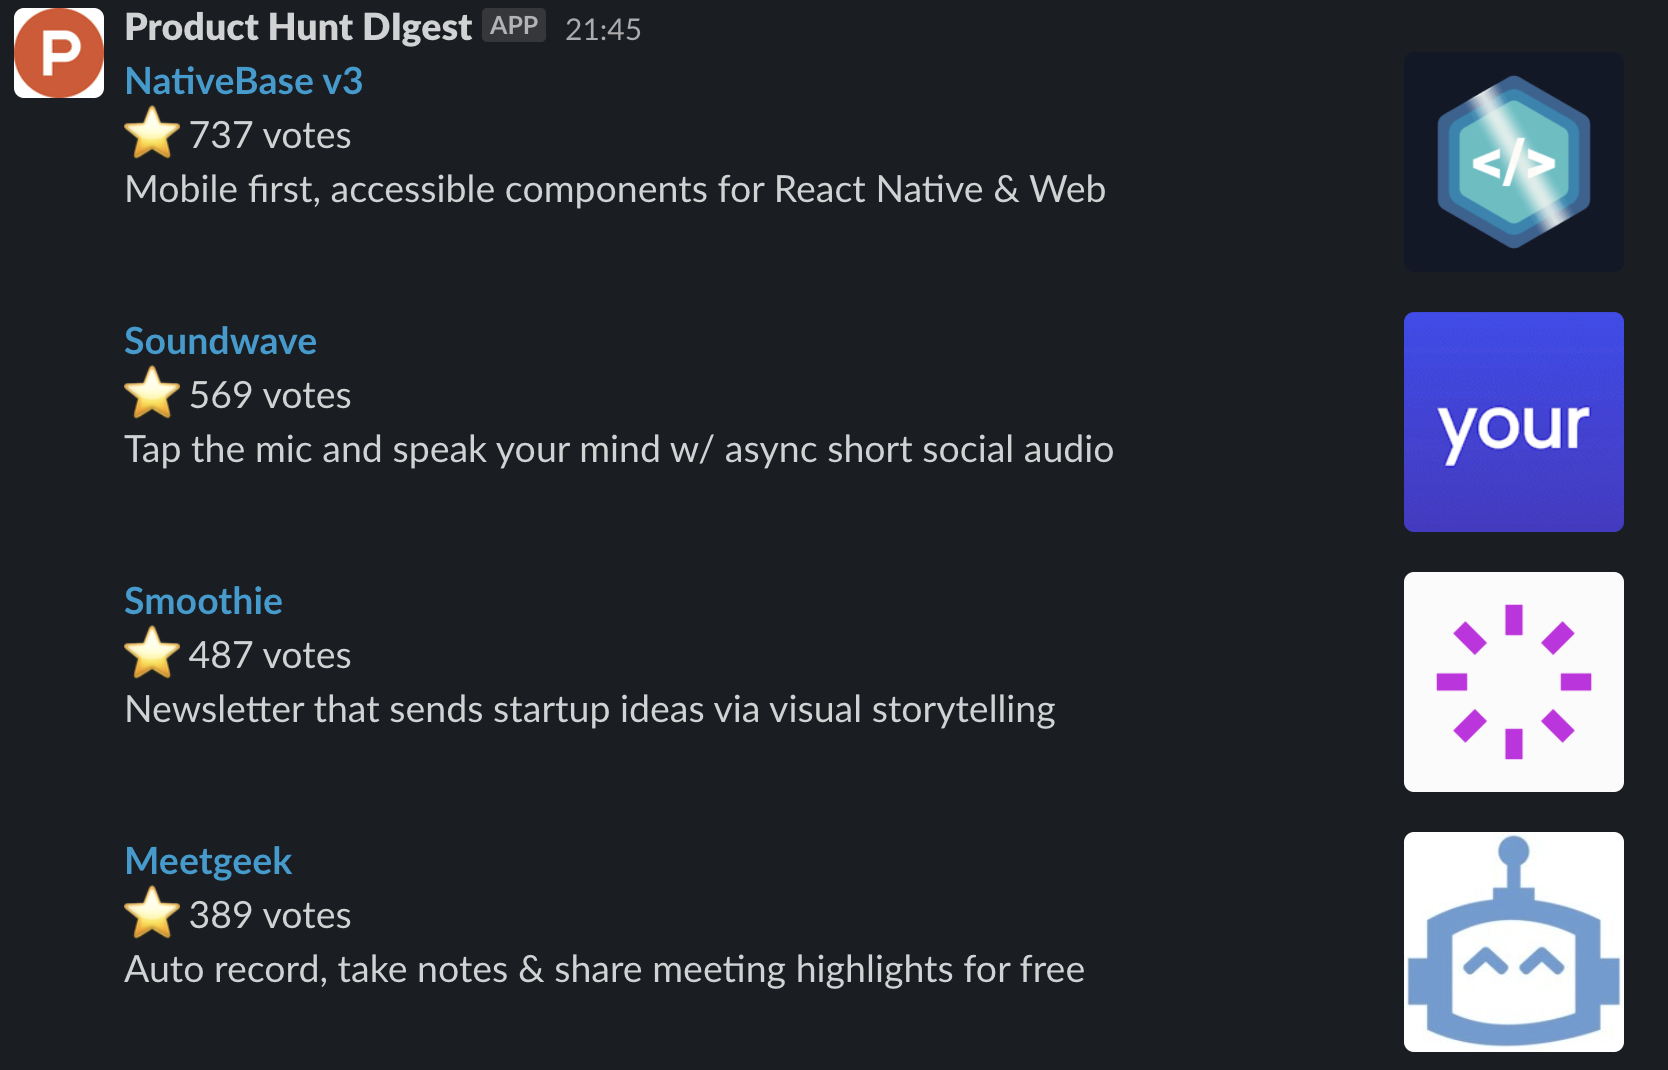 P
Product Hunt DIgest APP 21:45
NativeBase v3
737 votes
Mobile first, accessible components for React Native & Web
</>
Soundwave
569 votes
Tap the mic and speak your mind w/ async short social audio
your
Smoothie
487 votes
Newsletter that sends startup ideas via visual storytelling
Meetgeek
389 votes
Auto record, take notes & share meeting highlights for free